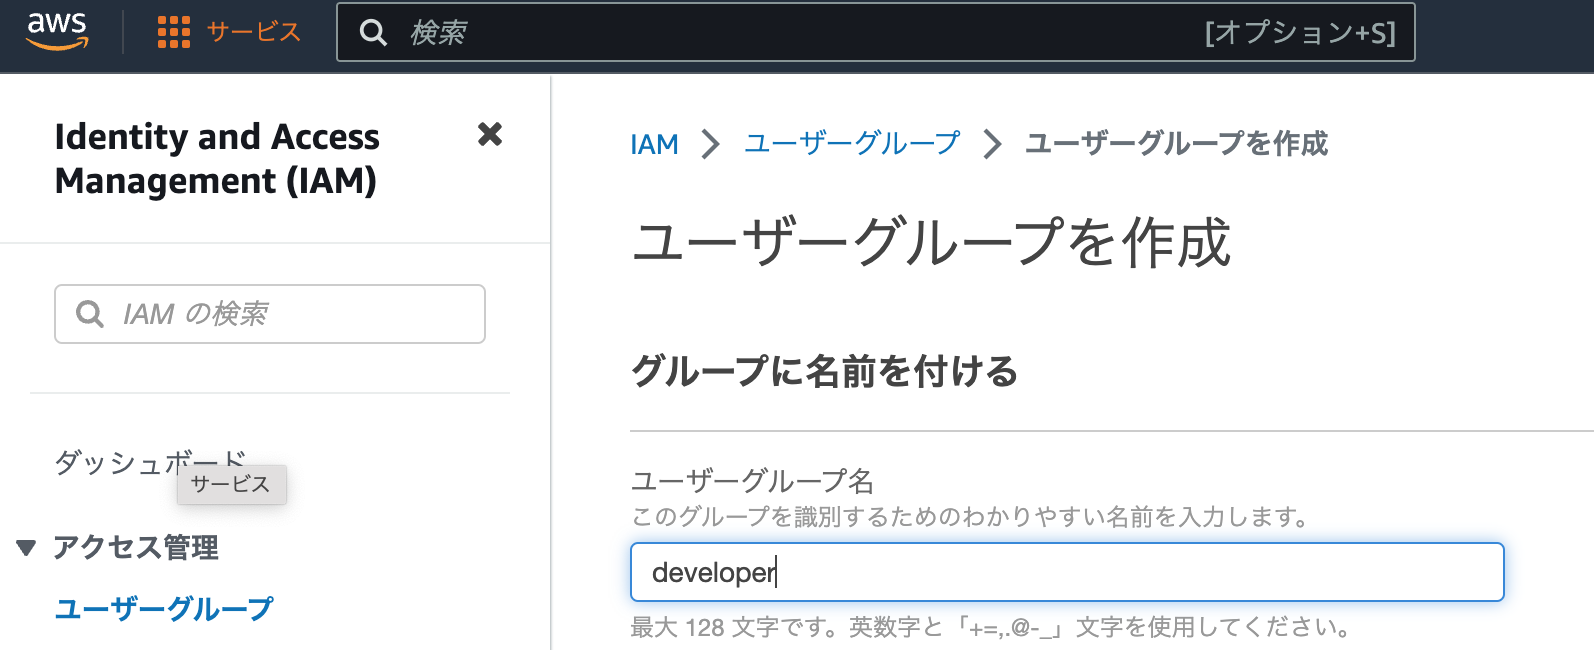 aws
サービス
検索
[オプション+S]
Identity and Access
Management (IAM)
IAM の検索
ダッシュボード
サービス
アクセス管理
ユーザーグループ
IAM > ユーザーグループ > ユーザーグループを作成
ユーザーグループを作成
グループに名前を付ける
ユーザーグループ名
このグループを識別するためのわかりやすい名前を入力します。
developer
最大 128 文字です。英数字と「+=,.@-_」文字を使用してください。